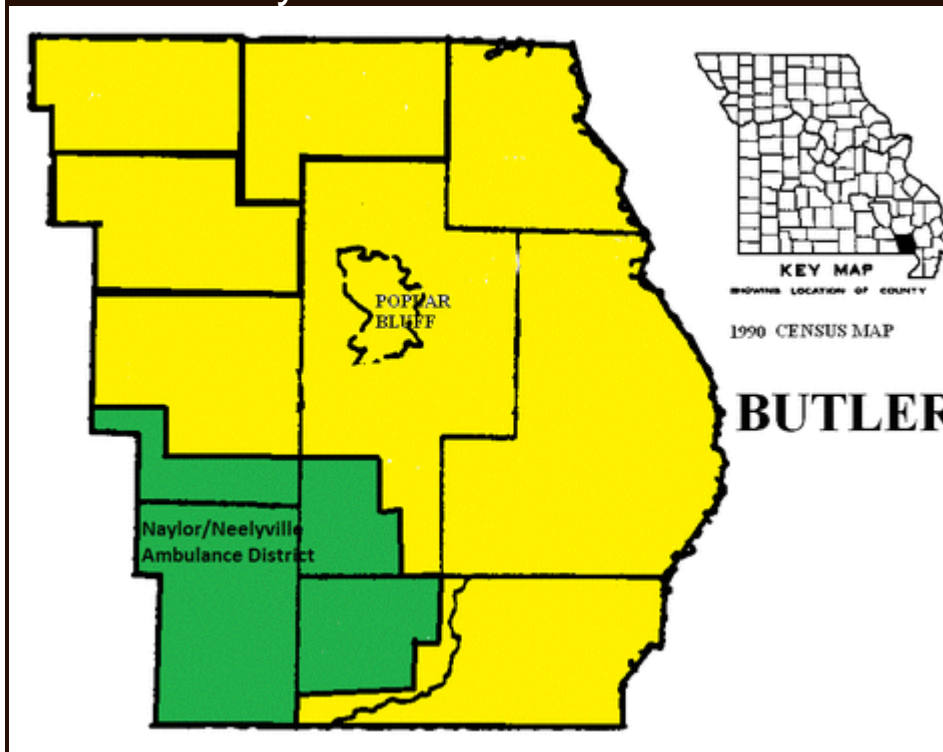 POPLAR
BLUFF
Naylor/Neelyville
Ambulance District
KEY MAP
SHOWING LOCATION OF COUNTY
1990 CENSUS MAP
BUTLER